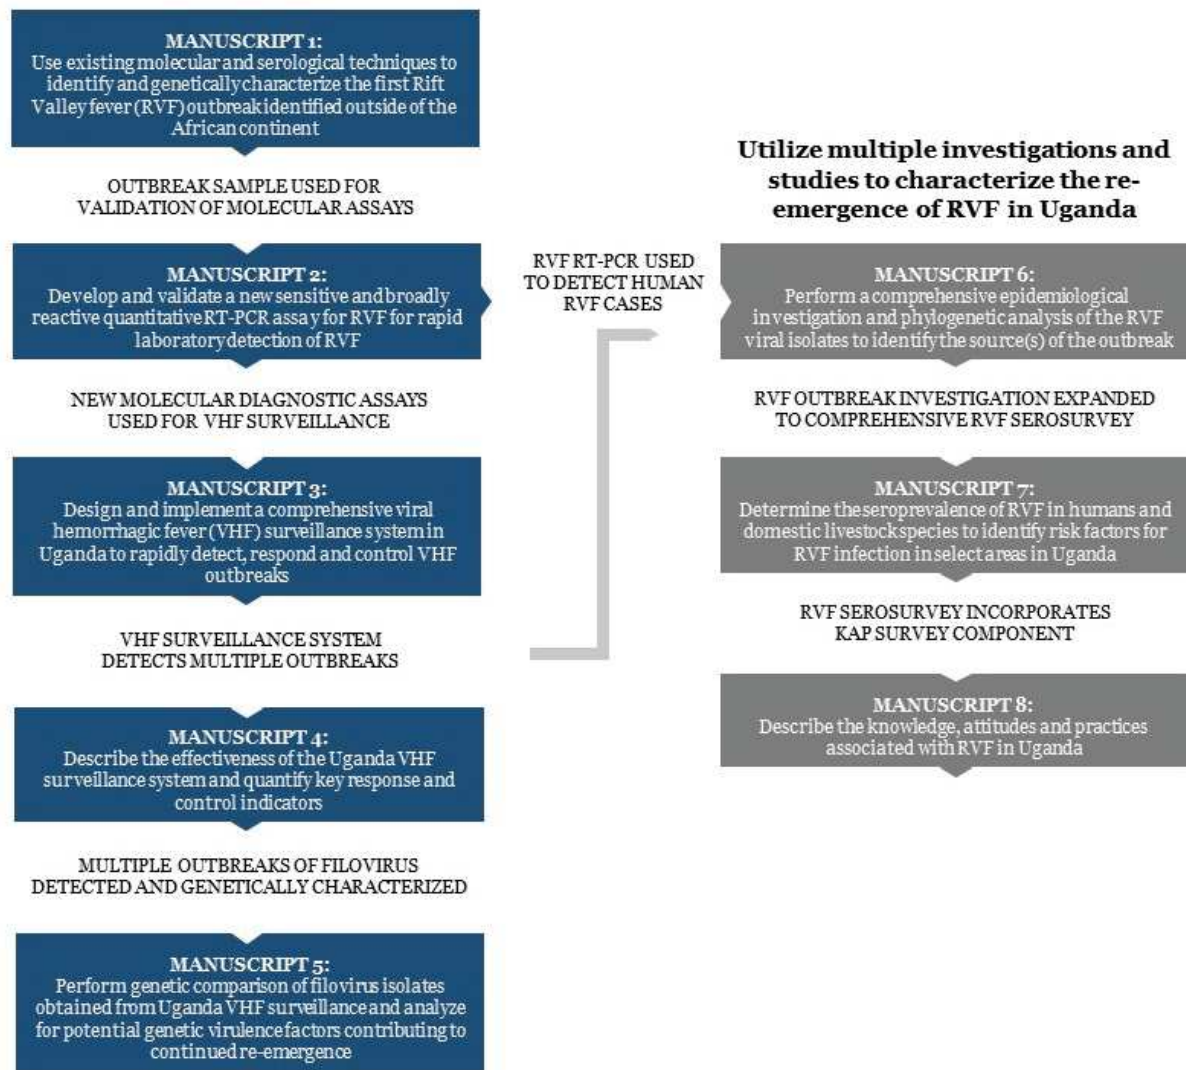 MANUSCRIPT 1:
Use existing molecular and serological techniques to
identify and genetically characterize the first Rift
Valley fever (RVF) outbreak identified outside of the
African continent
OUTBREAK SAMPLE USED FOR
VALIDATION OF MOLECULAR ASSAYS
MANUSCRIPT 2:
Develop and validate a new sensitive and broadly
reactive quantitative RT-PCR assay for RVF for rapid
laboratory detection of RVF
NEW MOLECULAR DIAGNOSTIC ASSAYS
USED FOR VHF SURVEILLANCE
MANUSCRIPT 3:
Design and implement a comprehensive viral
hemorrhagic fever (VHF) surveillance system in
Uganda to rapidly detect, respond and control VHF
outbreaks
VHF SURVEILLANCE SYSTEM
DETECTS MULTIPLE OUTBREAKS
MANUSCRIPT 4:
Describe the effectiveness of the Uganda VHF
surveillance system and quantify key response and
control indicators
MULTIPLE OUTBREAKS OF FILOVIRUS
DETECTED AND GENETICALLY CHARACTERIZED
MANUSCRIPT 5:
Perform genetic comparison of filovirus isolates
obtained from Uganda VHF surveillance and analyze
for potential genetic virulence factors contributing to
continued re-emergence
RVF RT-PCR USED
TO DETECT HUMAN
RVF CASES
Utilize multiple investigations and
studies to characterize the re-
emergence of RVF in Uganda
MANUSCRIPT 6:
Perform a comprehensive epidemiological
investigation and phylogenetic analysis of the RVF
viral isolates to identify the source(s) of the outbreak
RVF OUTBREAK INVESTIGATION EXPANDED
TO COMPREHENSIVE RVF SEROSURVEY
MANUSCRIPT 7:
Determine the seroprevalence of RVF in humans and
domestic livestock species to identify risk factors for
RVF infection in select areas in Uganda
RVF SEROSURVEY INCORPORATES
KAP SURVEY COMPONENT
MANUSCRIPT 8:
Describe the knowledge, attitudes and practices
associated with RVF in Uganda